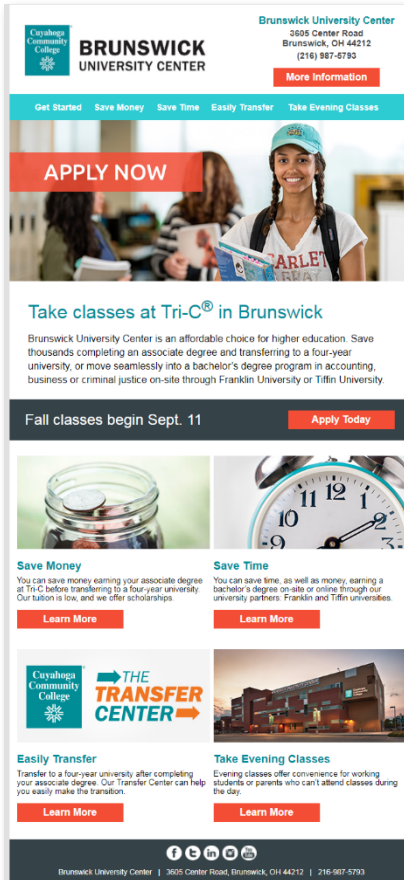 Cuyahoga
Community
College
BRUNSWICK
UNIVERSITY CENTER
Brunswick University Center
3605 Center Road
Brunswick, OH 44212
(216) 987-5793
More Information
Get Started Save Money Save Time Easily Transfer Take Evening Classes
APPLY NOW
Take classes at Tri-C® in Brunswick
Brunswick University Center is an affordable choice for higher education. Save
thousands completing an associate degree and transferring to a four-year
university, or move seamlessly into a bachelor's degree program in accounting,
business or criminal justice on-site through Franklin University or Tiffin University.
Fall classes begin Sept. 11
Apply Today
10 11 12 1 2 3 9 8
Save Money
You can save money earning your associate degree
at Tri-C before transferring to a four-year university.
Our tuition is low, and we offer scholarships.
Learn More
Save Time
You can save time, as well as money, earning a
bachelor's degree on-site or online through our
university partners: Franklin and Tiffin universities.
Learn More
Cuyahoga
Community
College
THE
TRANSFER
CENTER
Easily Transfer
Transfer to a four-year university after completing
your associate degree. Our Transfer Center can help
you easily make the transition.
Learn More
Take Evening Classes
Evening classes offer convenience for working
students or parents who can't attend classes during
the day.
Learn More
Brunswick University Center | 3605 Center Road, Brunswick, OH 44212 | 216-987-5793